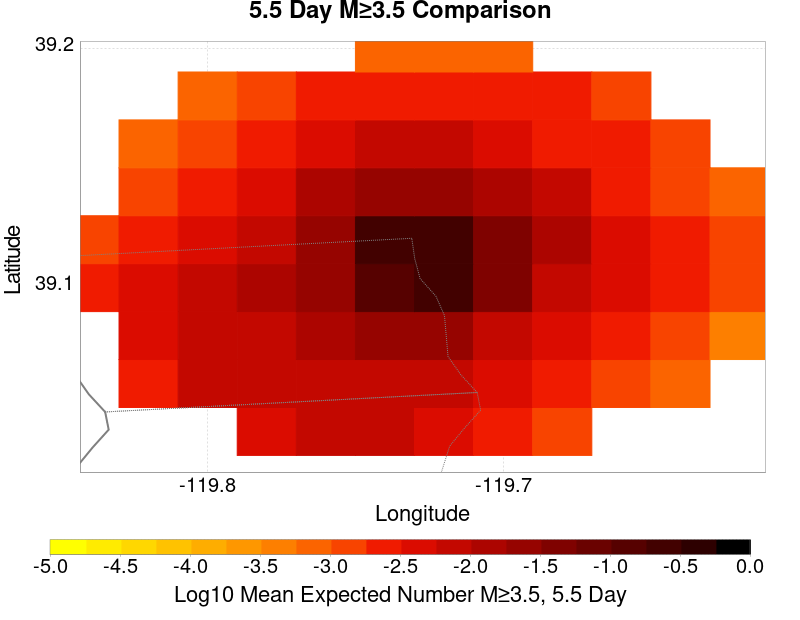 5.5 Day M≥3.5 Comparison
39.2
39.1
Latitude
-119.8 -119.7
Longitude
-5.0 -4.5 -4.0 -3.5 -3.0 -2.5 -2.0 -1.5 -1.0 -0.5 0.0
Log10 Mean Expected Number M≥3.5, 5.5 Day